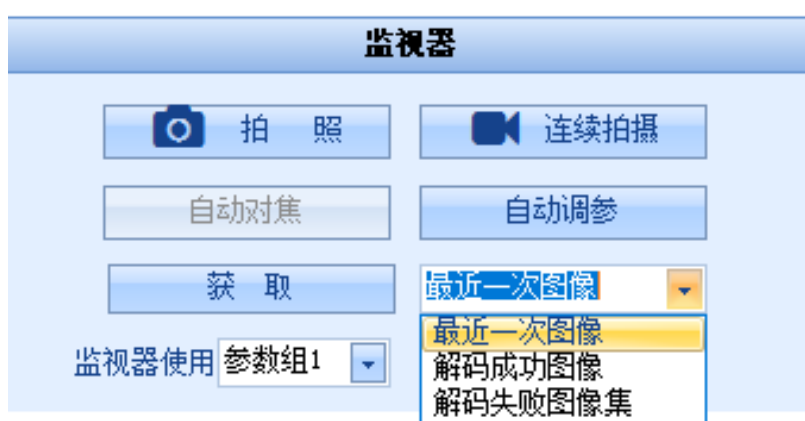 监视器
拍 照
连续拍摄
自动对焦
自动调参
获 取
最近一次图像
最近一次图像
解码成功图像
解码失败图像集
监视器使用 参数组1